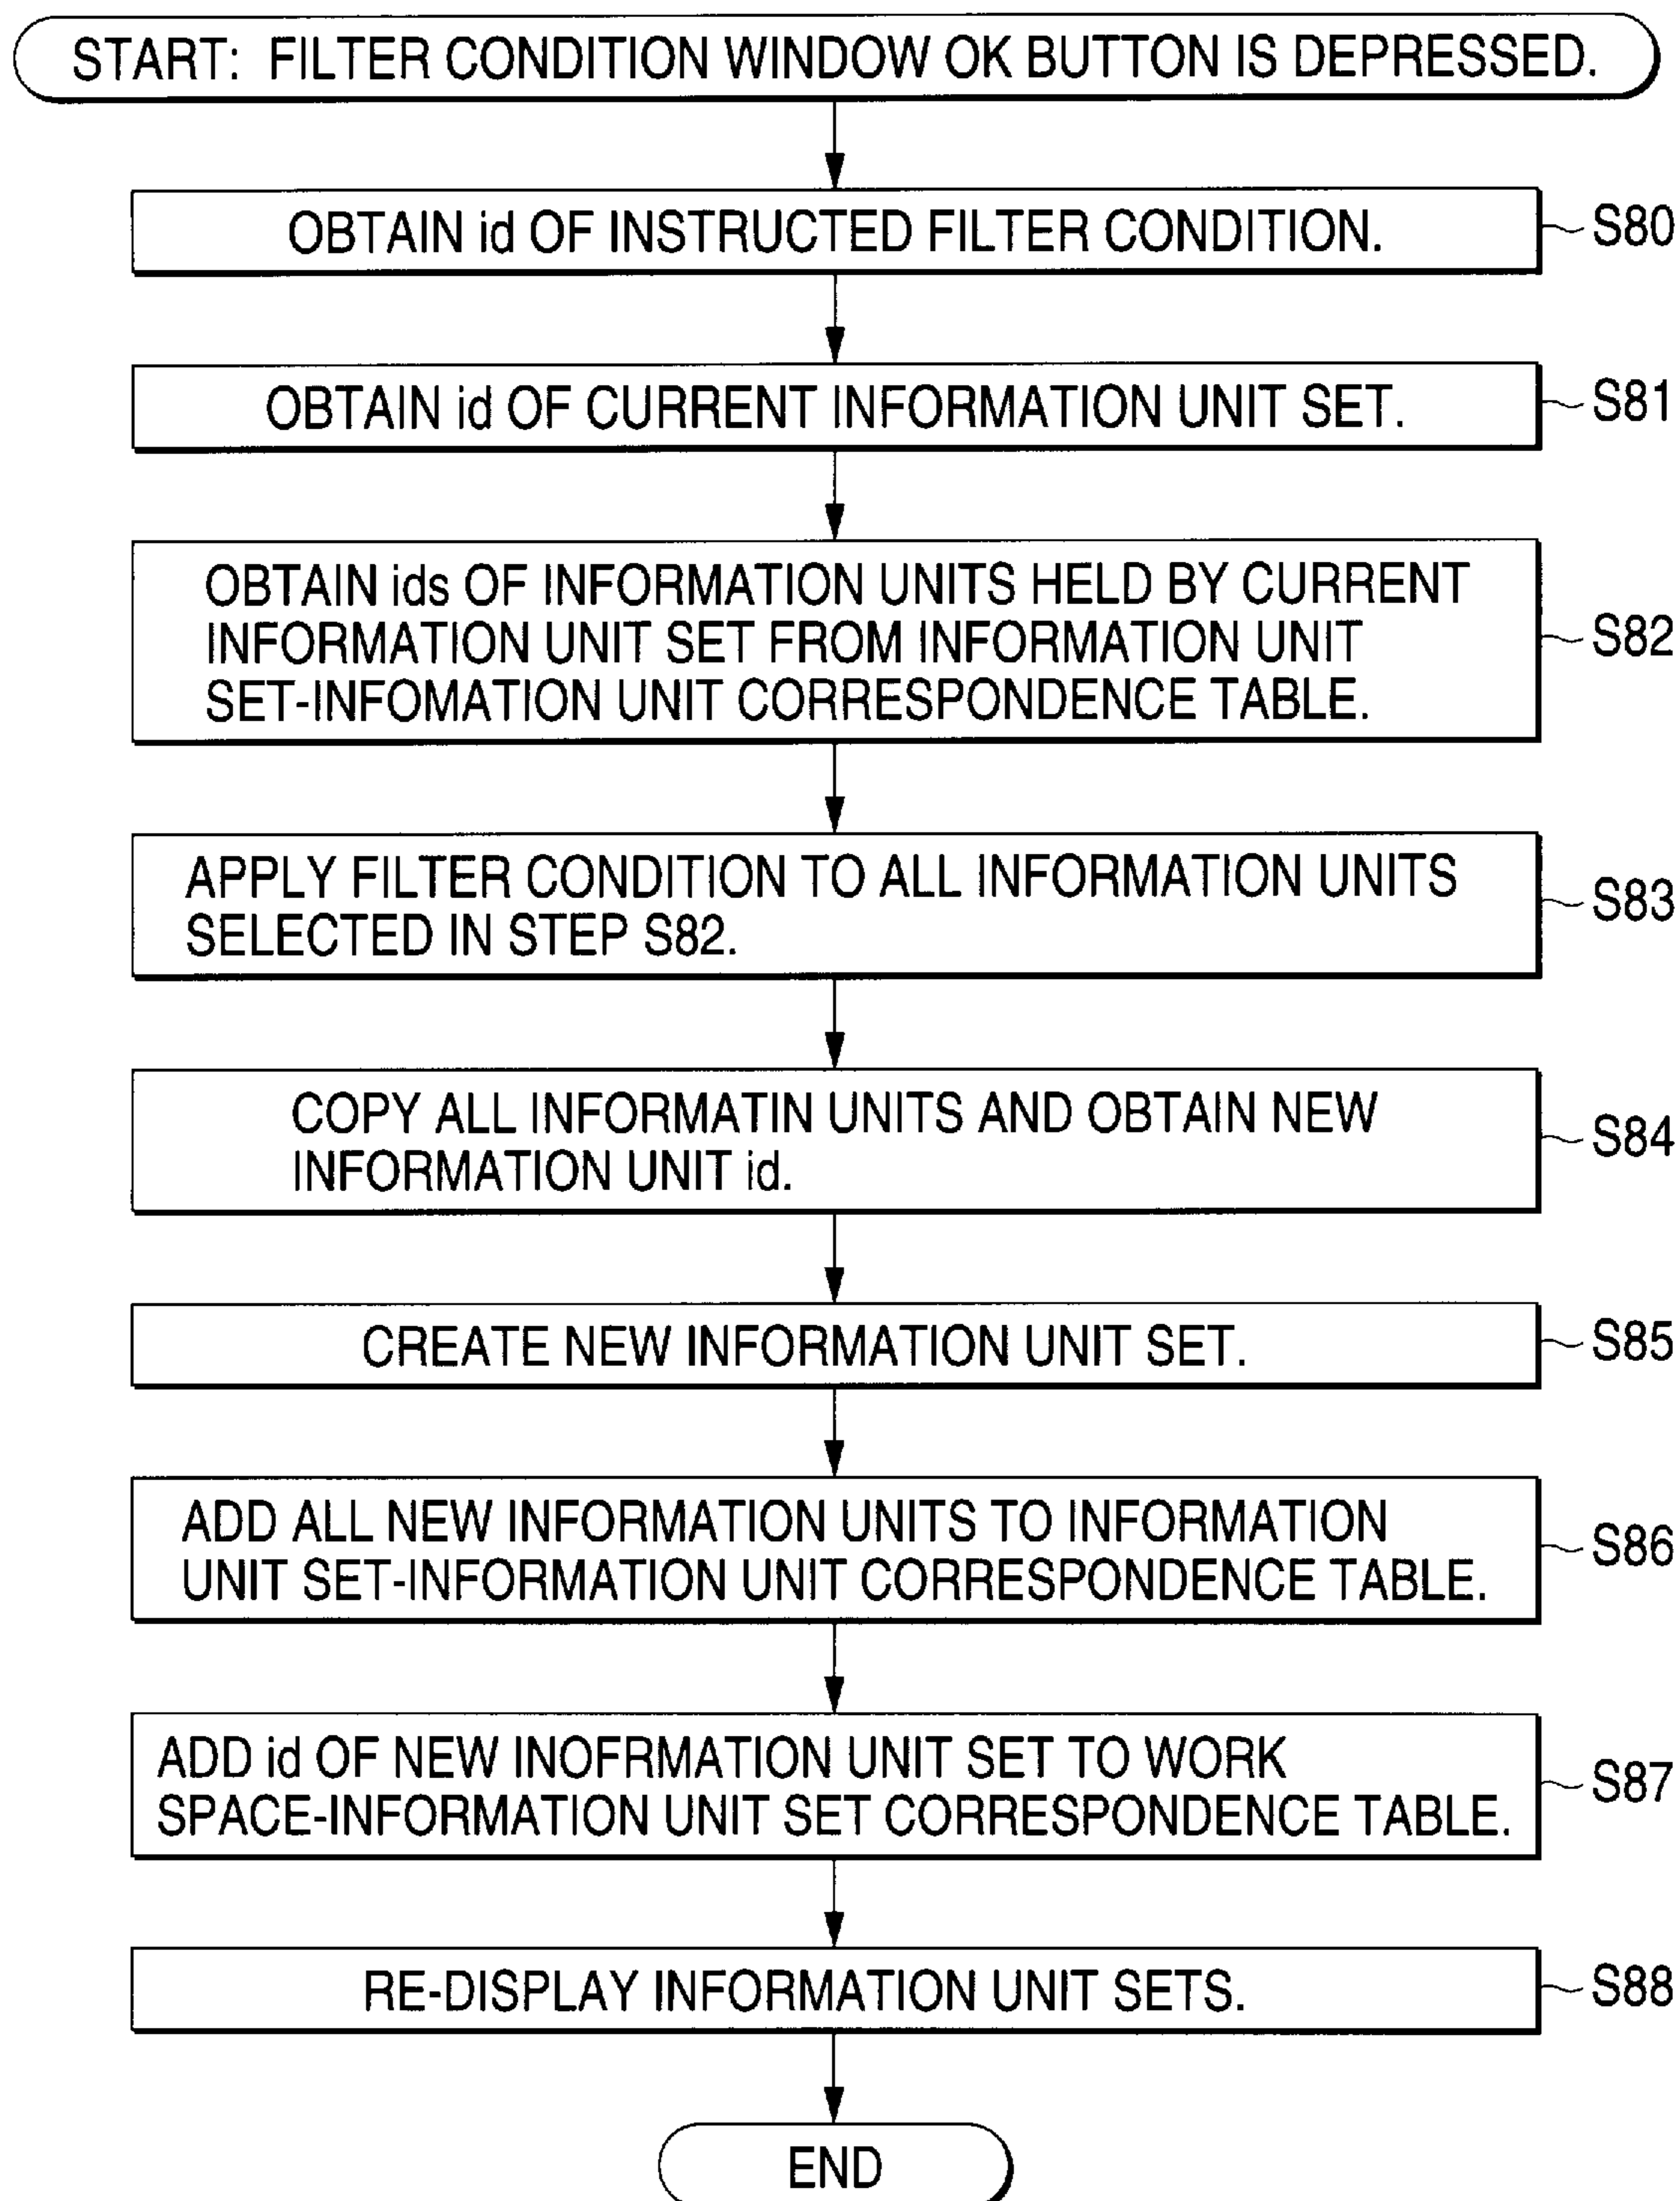 START: FILTER CONDITION WINDOW OK BUTTON IS DEPRESSED.
OBTAIN id OF INSTRUCTED FILTER CONDITION.
S80
OBTAIN id OF CURRENT INFORMATION UNIT SET.
S81
OBTAIN ids OF INFORMATION UNITS HELD BY CURRENT
INFORMATION UNIT SET FROM INFORMATION UNIT
SET-INFOMATION UNIT CORRESPONDENCE TABLE.
S82
APPLY FILTER CONDITION TO ALL INFORMATION UNITS
SELECTED IN STEP S82.
S83
COPY ALL INFORMATIN UNITS AND OBTAIN NEW
INFORMATION UNIT id.
S84
CREATE NEW INFORMATION UNIT SET.
S85
ADD ALL NEW INFORMATION UNITS TO INFORMATION
UNIT SET-INFORMATION UNIT CORRESPONDENCE TABLE.
S86
ADD id OF NEW INOFRMATION UNIT SET TO WORK
SPACE-INFORMATION UNIT SET CORRESPONDENCE TABLE.
S87
RE-DISPLAY INFORMATION UNIT SETS.
S88
END